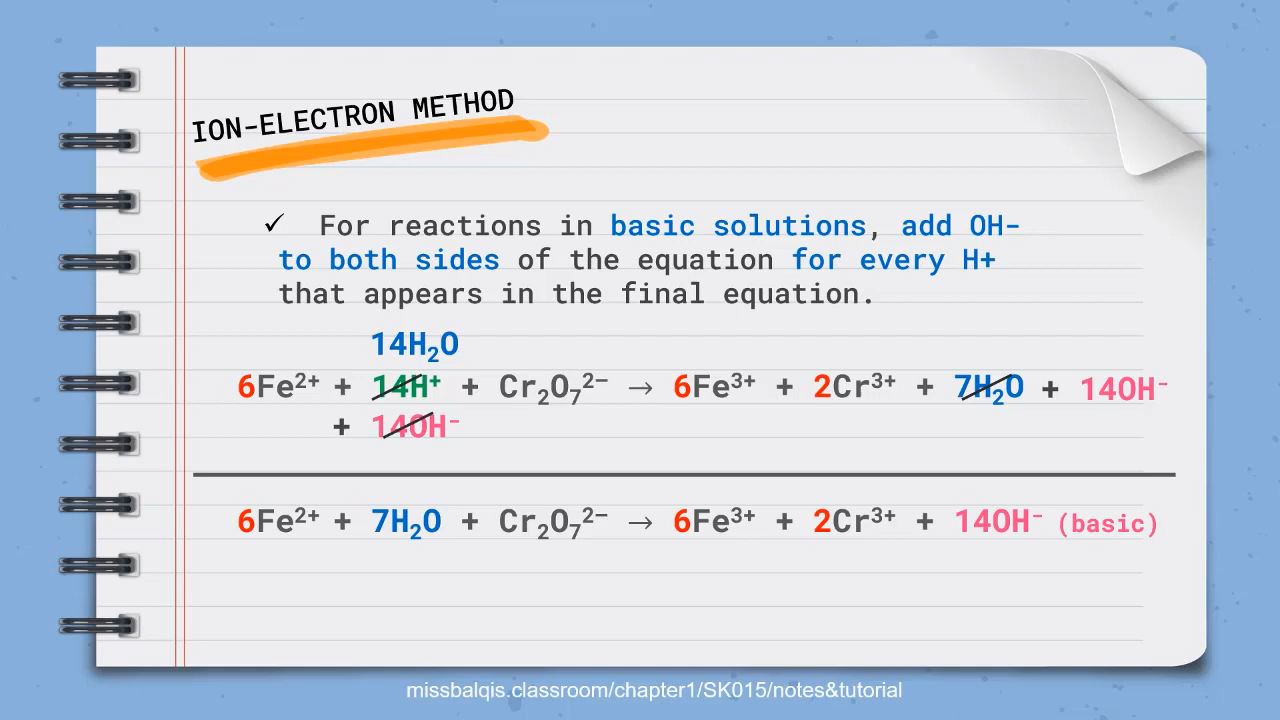 ION-ELECTRON METHOD
✓ For reactions in basic solutions, add OH-
to both sides of the equation for every H+
that appears in the final equation.
14H₂O
6Fe²⁺ + 14H⁺ + Cr₂O₇²⁻ → 6Fe³⁺ + 2Cr³⁺ + 7H₂O + 14OH⁻
+ 14OH⁻
6Fe²⁺ + 7H₂O + Cr₂O₇²⁻ → 6Fe³⁺ + 2Cr³⁺ + 14OH⁻ (basic)
missbalqis.classroom/chapter1/SK015/notes&tutorial